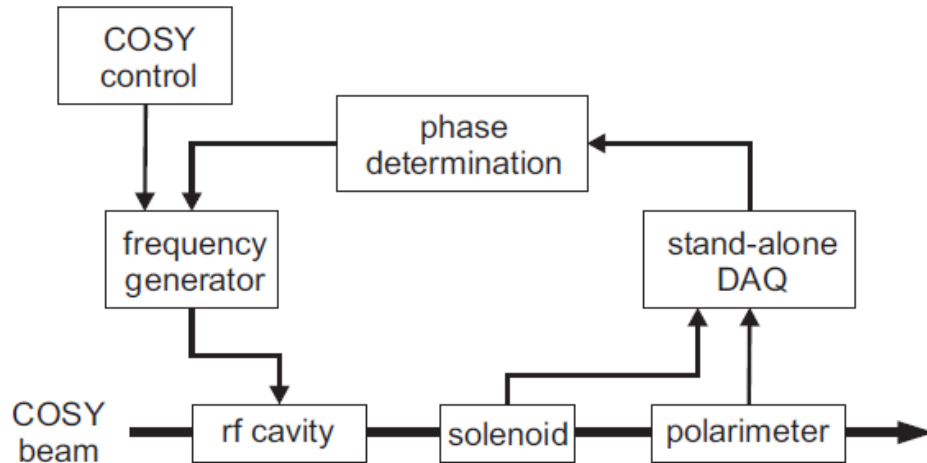 COSY
control
phase
determination
frequency
generator
stand-alone
DAQ
COSY
beam
rf cavity
solenoid
polarimeter